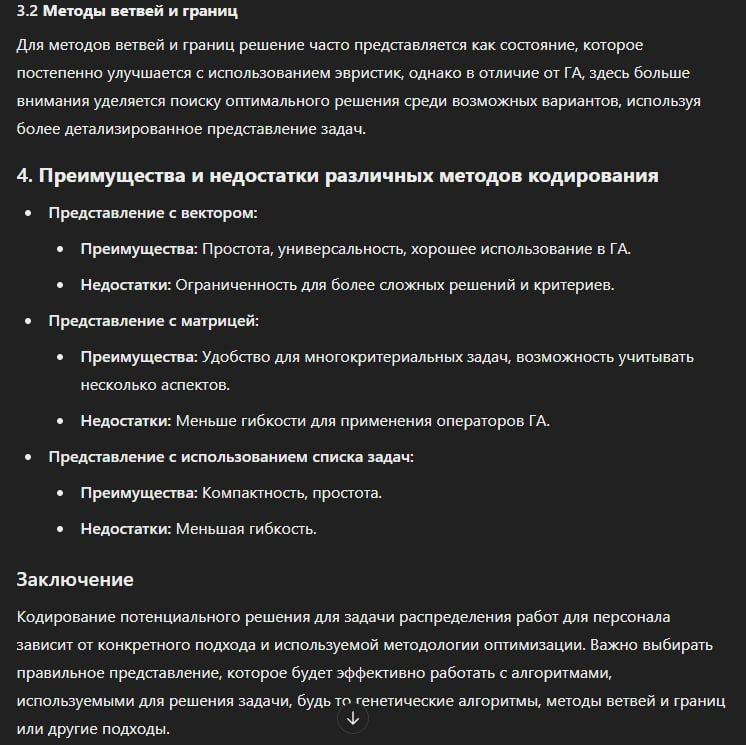 3.2 Методы ветвей и границ
Для методов ветвей и границ решение часто представляется как состояние, которое
постепенно улучшается с использованием эвристик, однако в отличие от ГА, здесь больше
внимания уделяется поиску оптимального решения среди возможных вариантов, используя
более детализированное представление задач.
4. Преимущества и недостатки различных методов кодирования
• Представление с вектором:
• Преимущества: Простота, универсальность, хорошее использование в ГА.
• Недостатки: Ограниченность для более сложных решений и критериев.
• Представление с матрицей:
• Преимущества: Удобство для многокритериальных задач, возможность учитывать
несколько аспектов.
• Недостатки: Меньше гибкости для применения операторов ГА.
• Представление с использованием списка задач:
• Преимущества: Компактность, простота.
• Недостатки: Меньшая гибкость.
Заключение
Кодирование потенциального решения для задачи распределения работ для персонала
зависит от конкретного подхода и используемой методологии оптимизации. Важно выбирать
правильное представление, которое будет эффективно работать с алгоритмами,
используемыми для решения задачи, будь то генетические алгоритмы, методы ветвей и границ
или другие подходы.